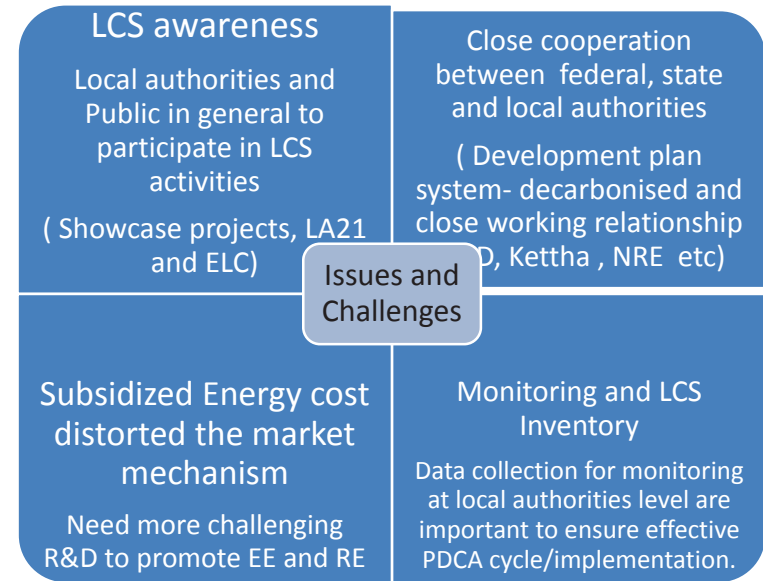 LCS awareness
Local authorities and
Public in general to
participate in LCS
activities
( Showcase projects, LA21
and ELC)
Close cooperation
between federal, state
and local authorities
( Development plan
system- decarbonised and
close working relationship
D, Kettha , NRE etc)
Issues and
Challenges
Subsidized Energy cost
distorted the market
mechanism
Need more challenging
R&D to promote EE and RE
Monitoring and LCS
Inventory
Data collection for monitoring
at local authorities level are
important to ensure effective
PDCA cycle/implementation.